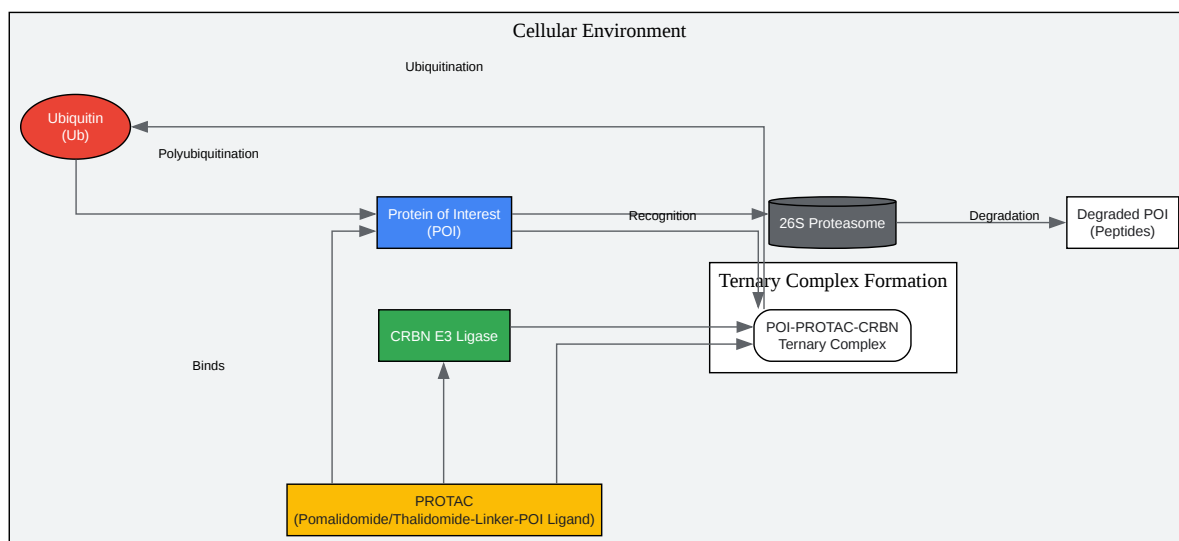 Cellular Environment
Ubiquitination
Ubiquitin
(Ub)
Polyubiquitination
Protein of Interest
(POI)
Recognition
26S Proteasome
Degradation
Degraded POI
(Peptides)
Ternary Complex Formation
CRBN E3 Ligase
POI-PROTAC-CRBN
Ternary Complex
Binds
PROTAC
(Pomalidomide/Thalidomide-Linker-POI Ligand)